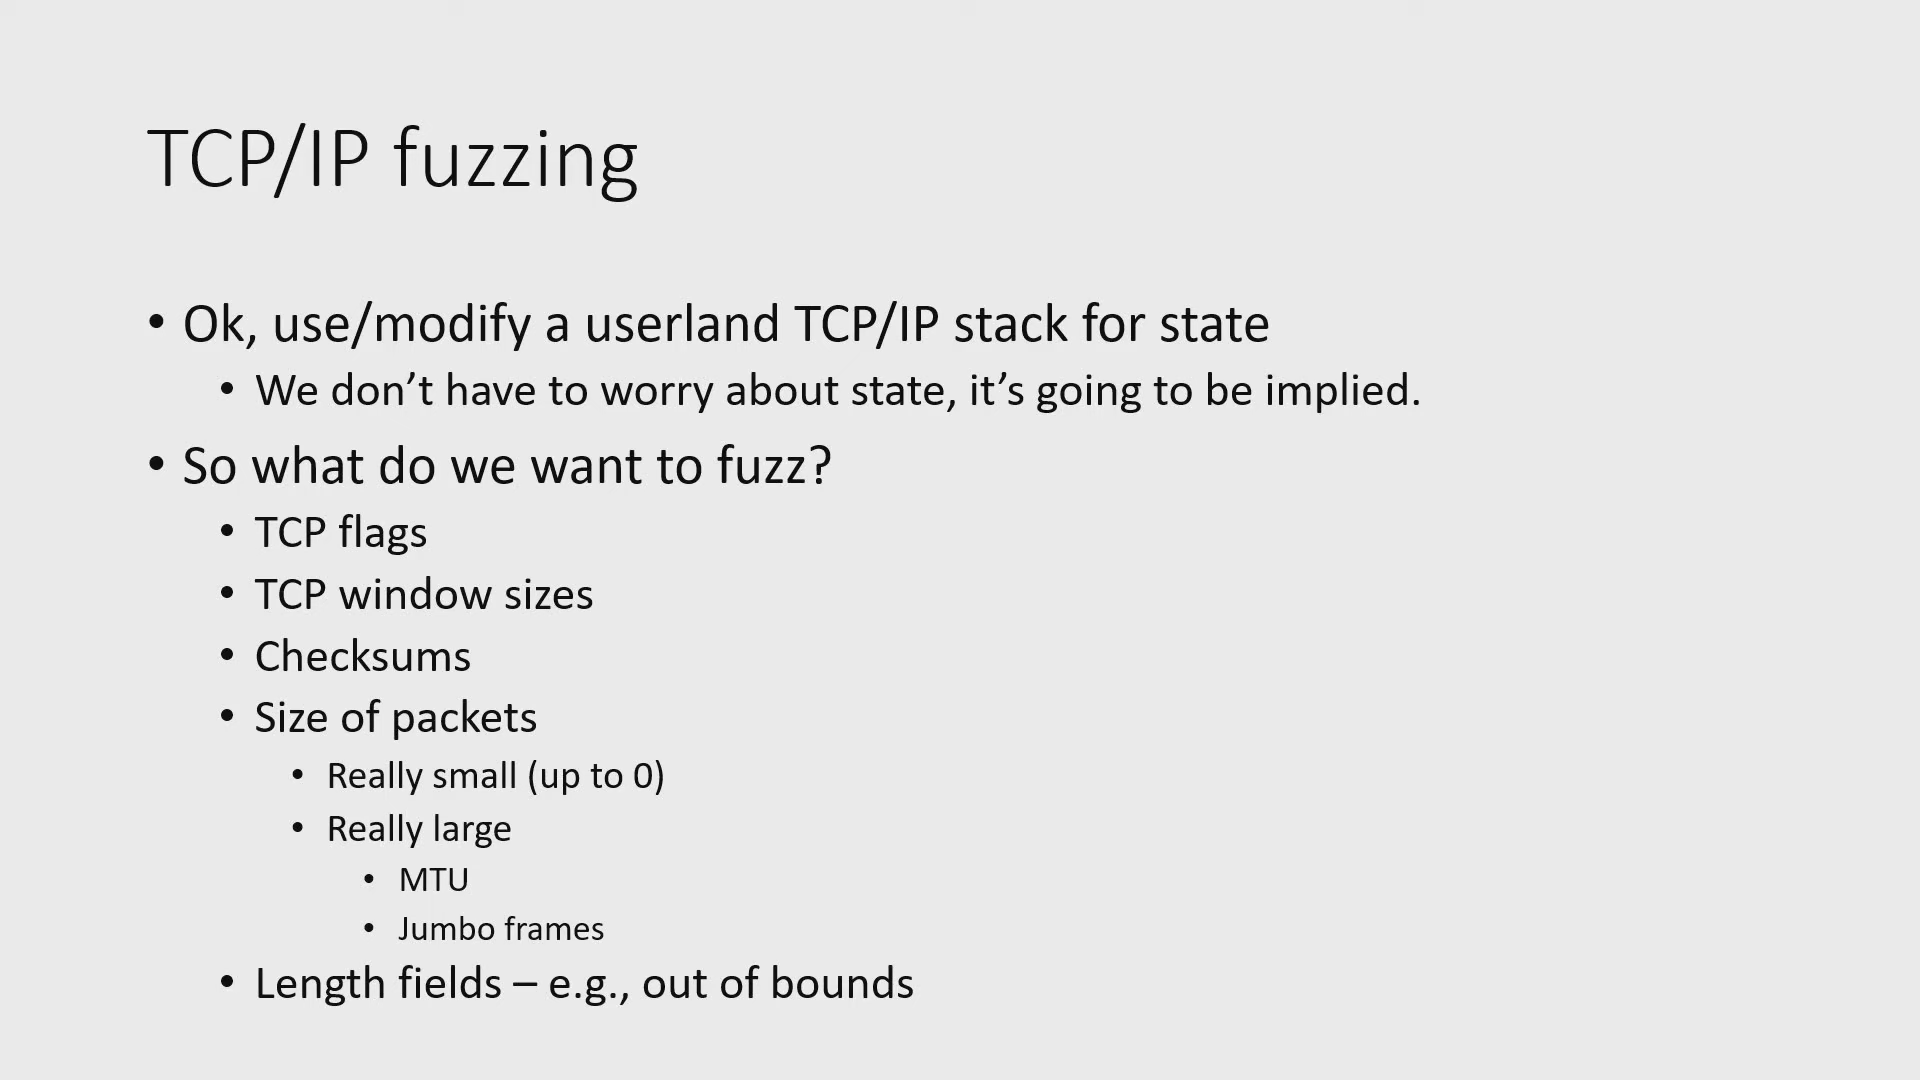 TCP/IP fuzzing
• Ok, use/modify a userland TCP/IP stack for state
• We don’t have to worry about state, it’s going to be implied.
• So what do we want to fuzz?
• TCP flags
• TCP window sizes
• Checksums
• Size of packets
• Really small (up to 0)
• Really large
• MTU
• Jumbo frames
• Length fields – e.g., out of bounds